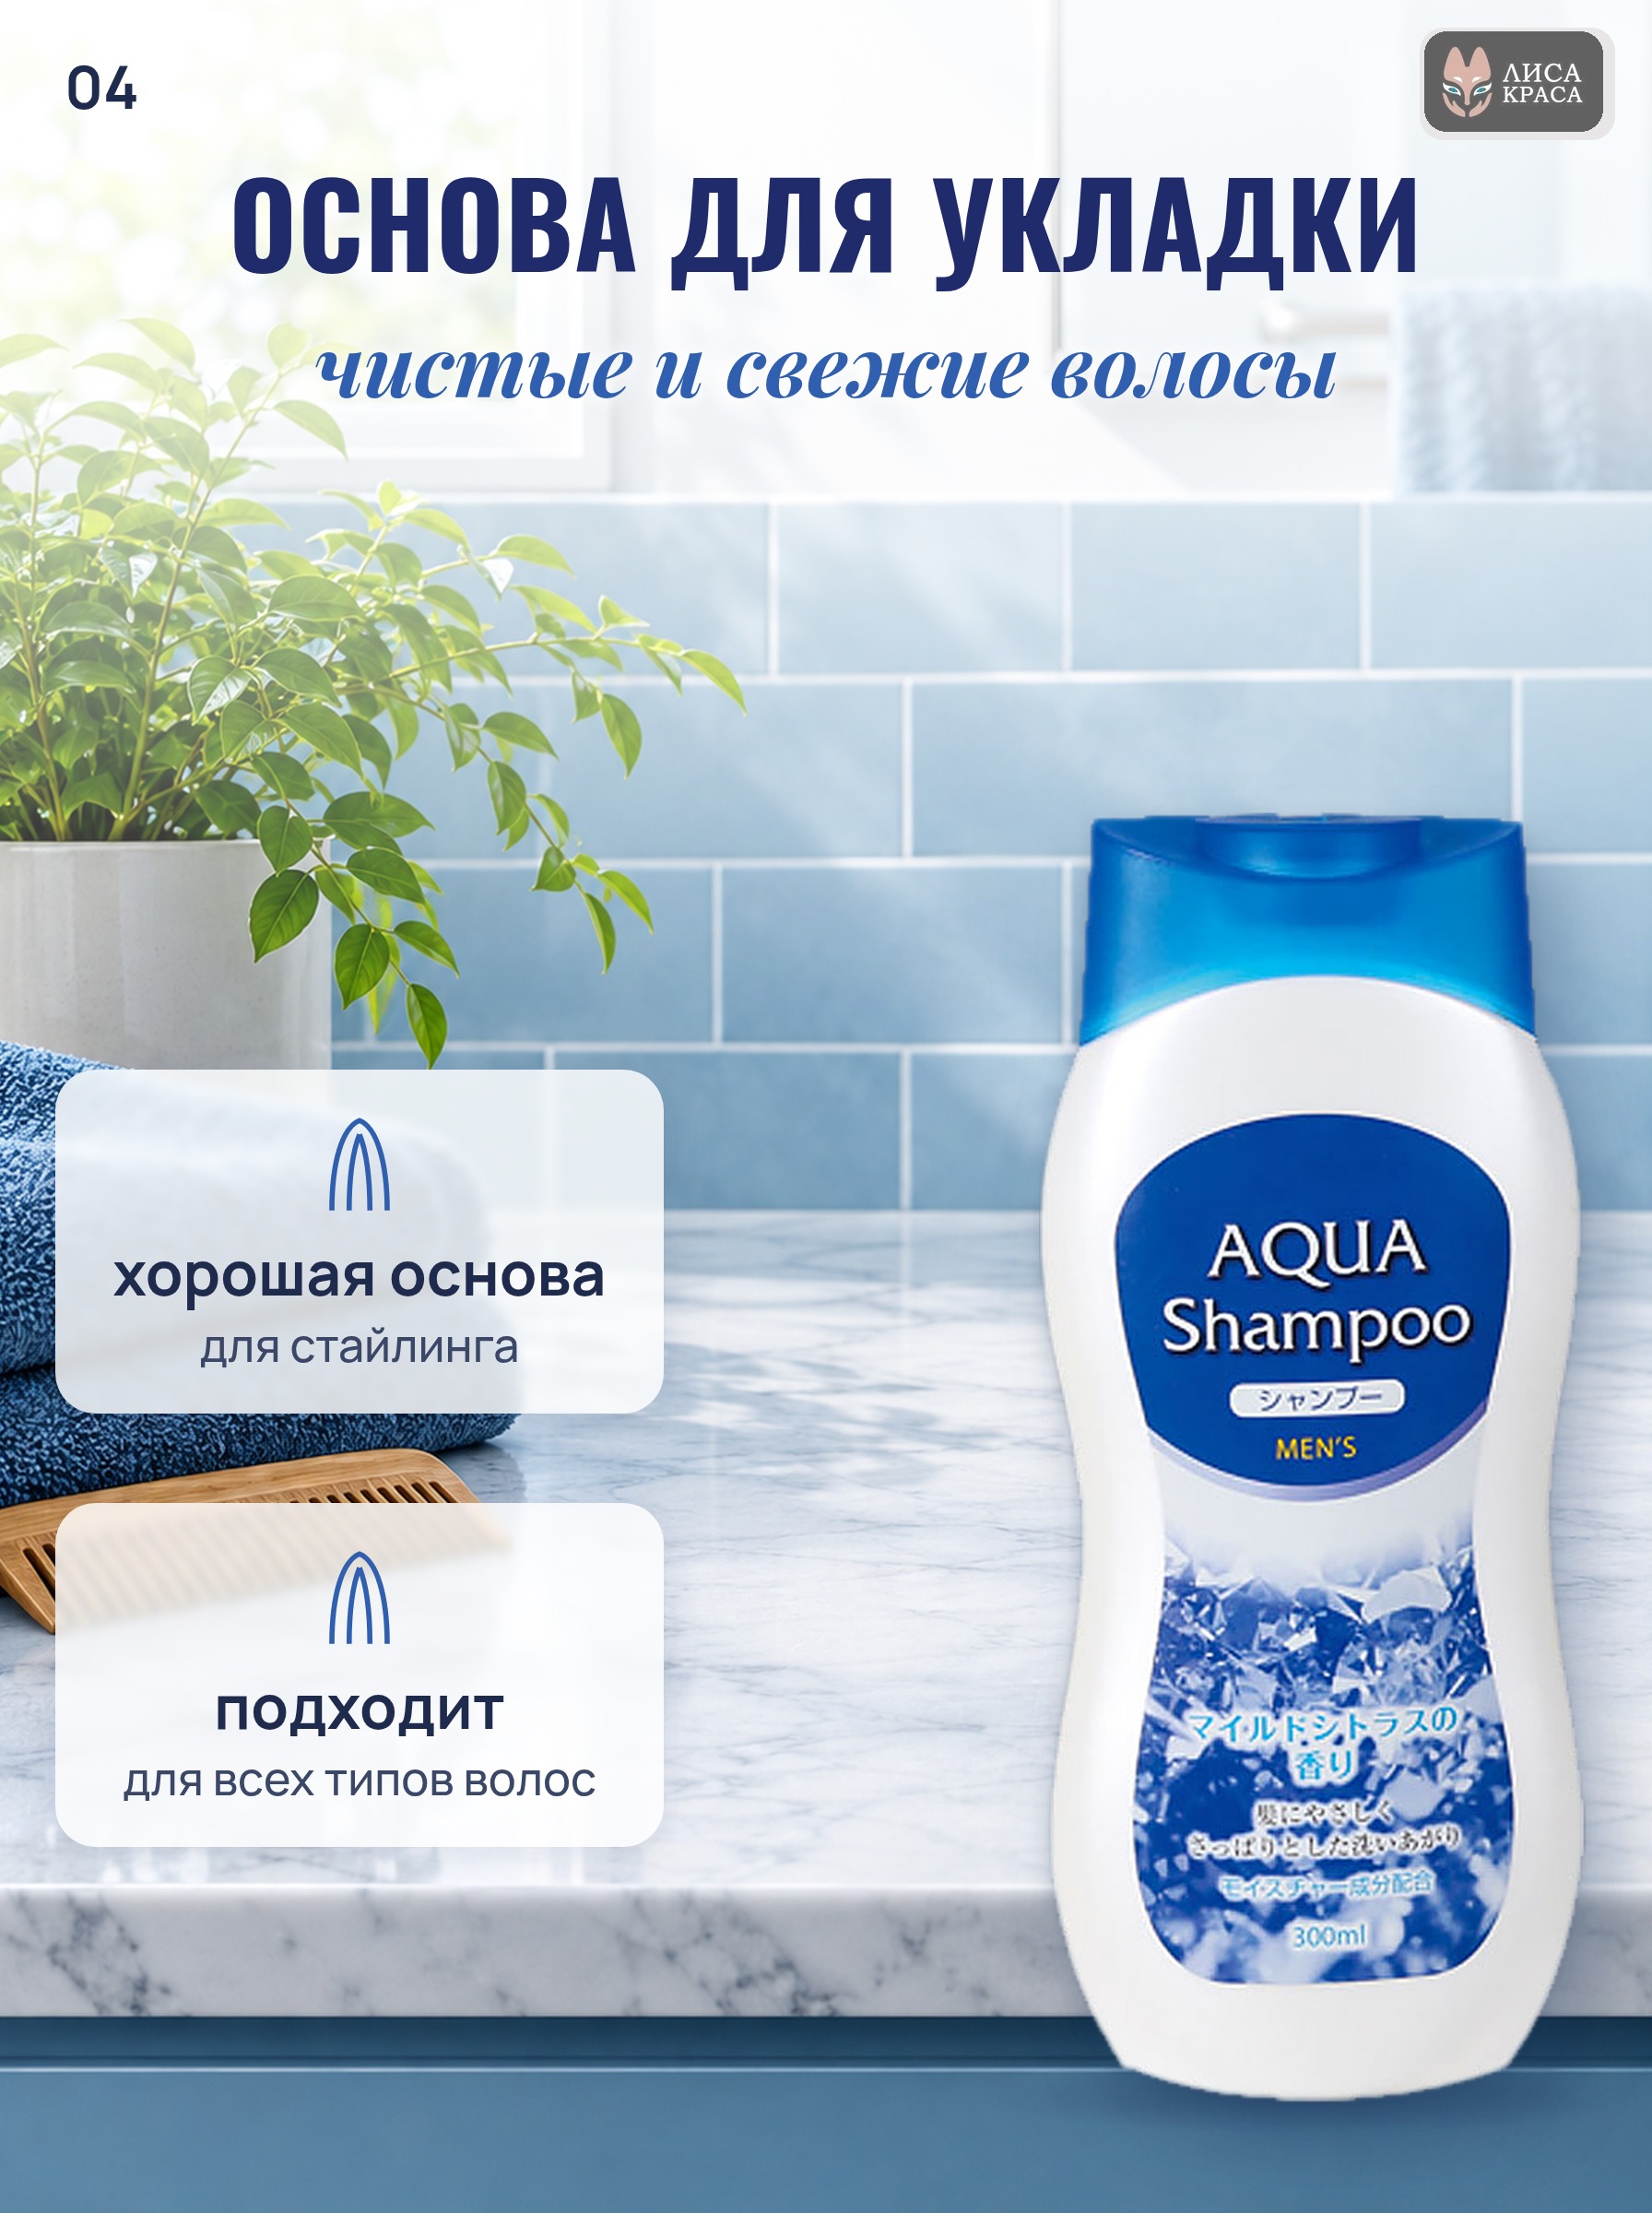 04
ЛИСА
КРАСА
ОСНОВА ДЛЯ УКЛАДКИ
чистые и свежие волосы
хорошая основа
для стайлинга
подходит
для всех типов волос
AQUA
Shampoo
シャンプー
MEN'S
マイルドシトラスの
香り
髪にやさしく
さっぱりとした洗いあがり
モイスチャー成分配合
300ml